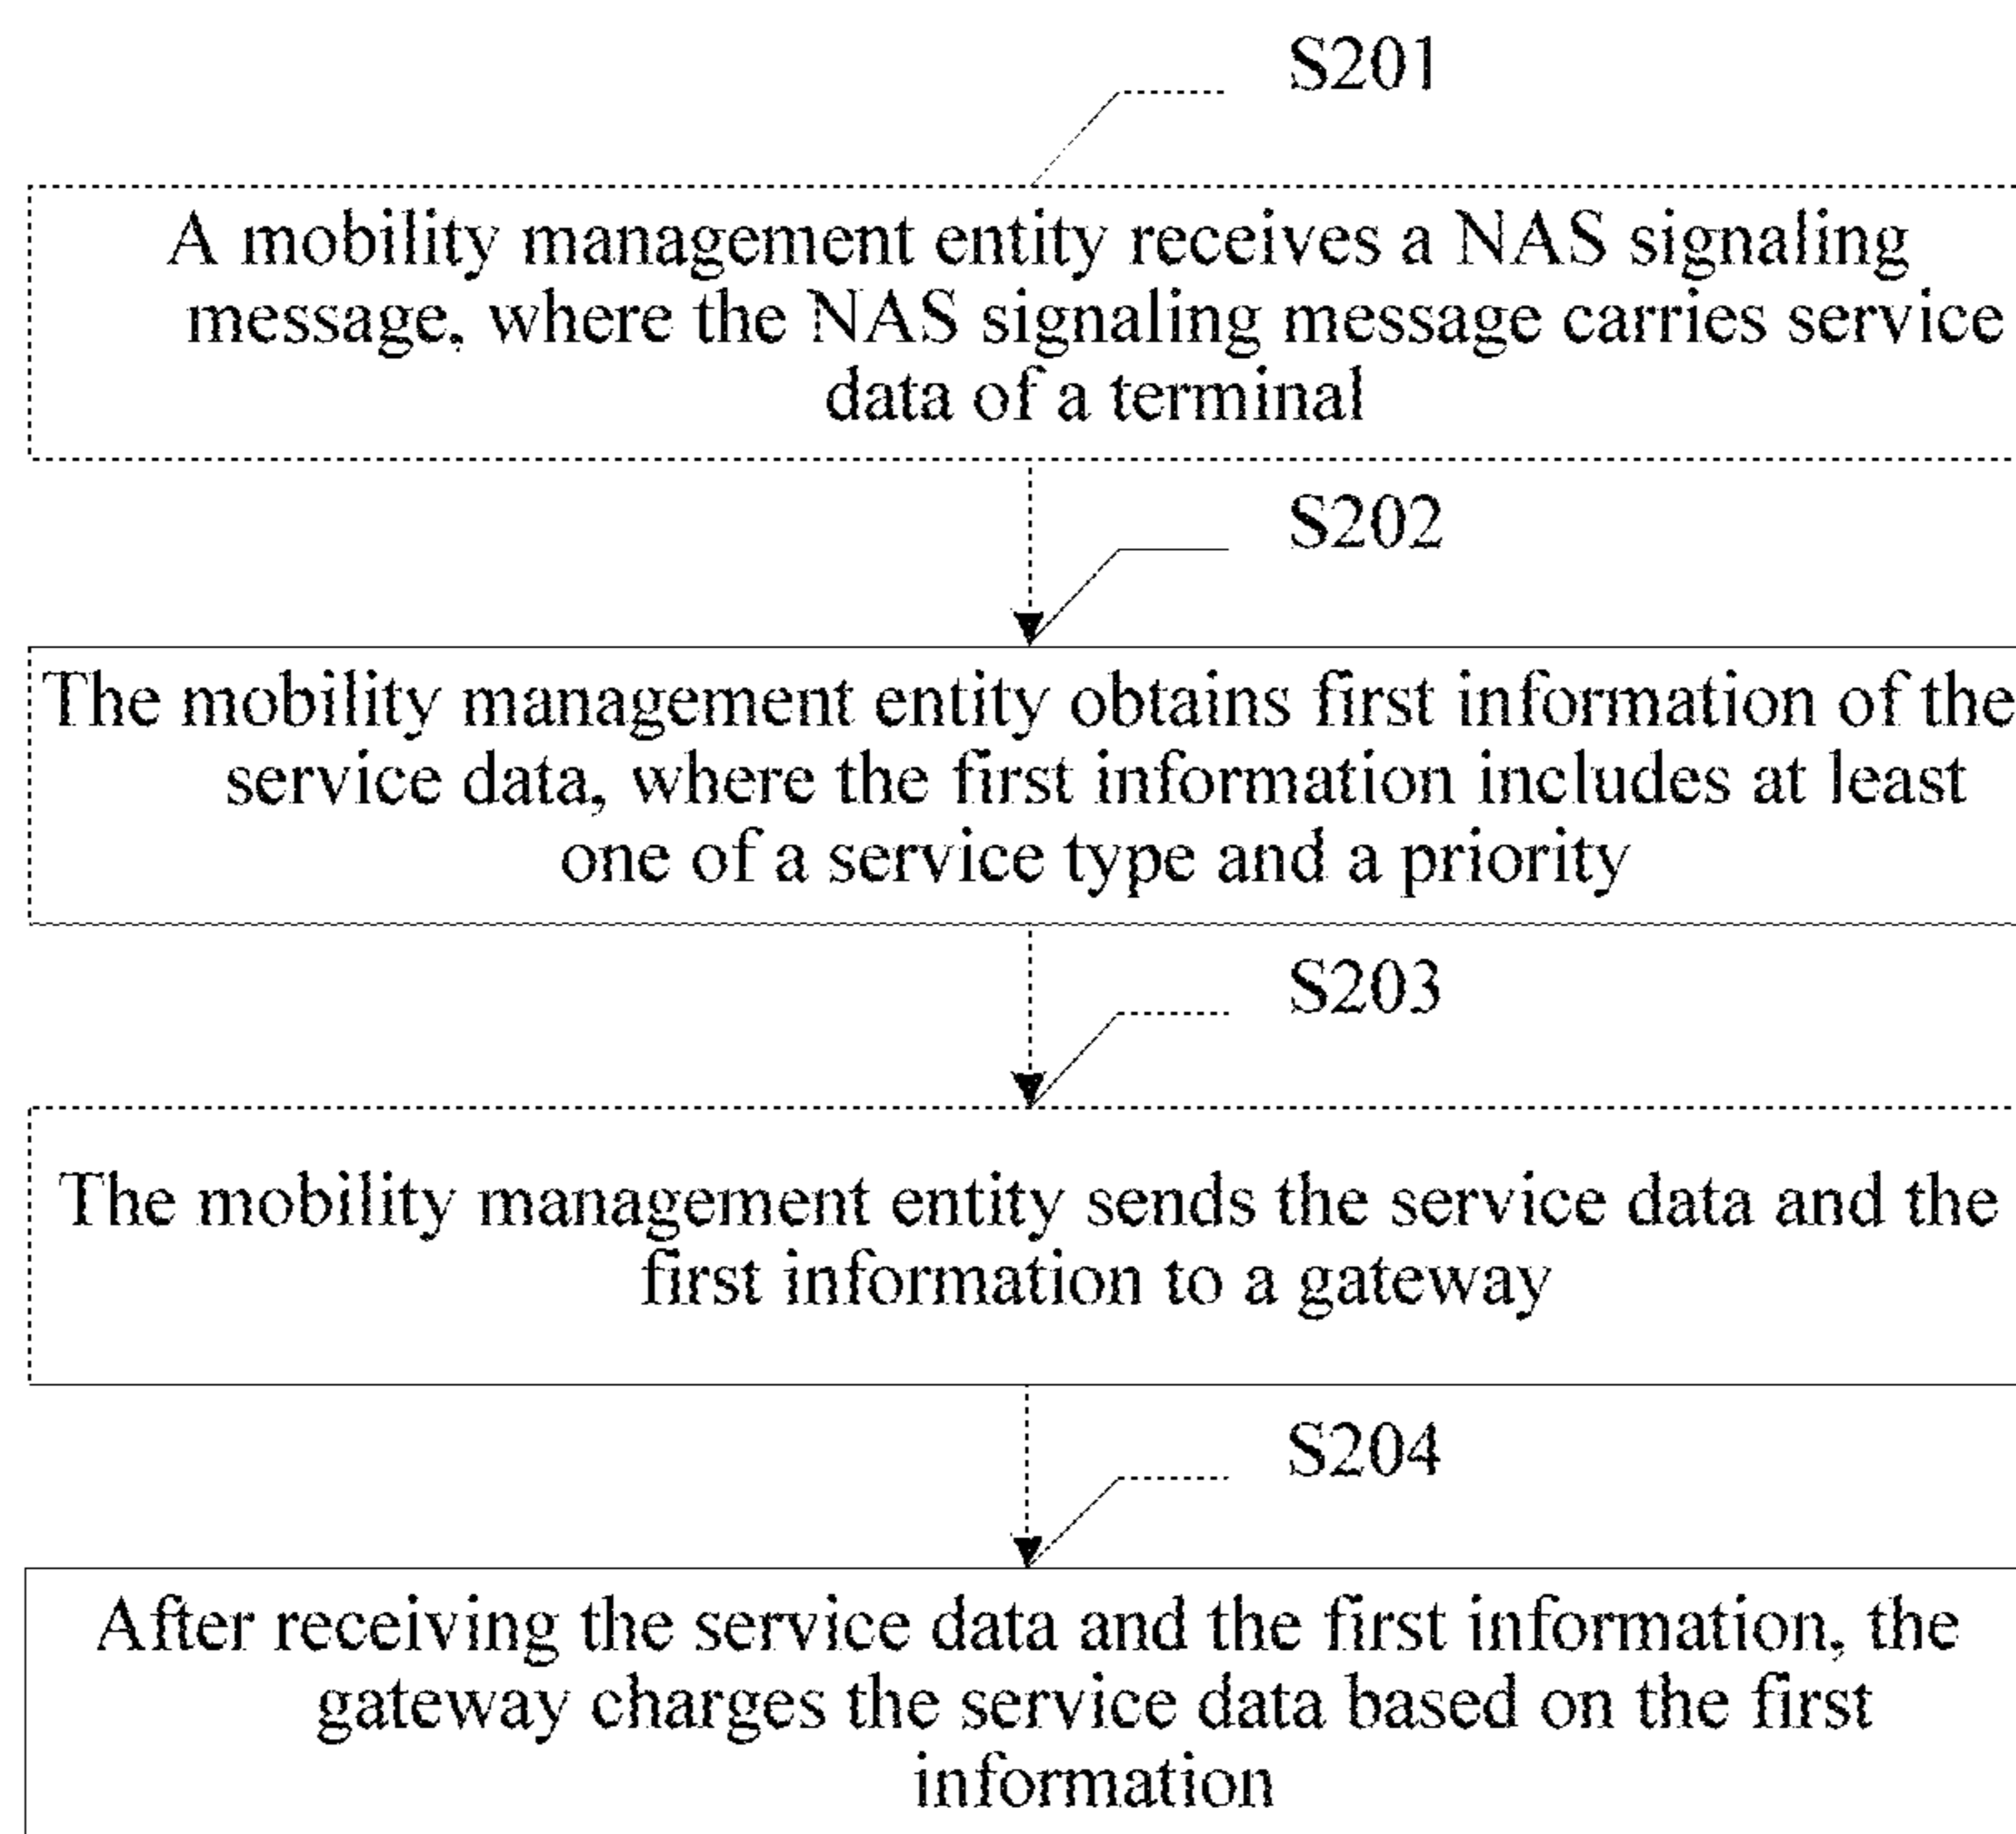 S201
A mobility management entity receives a NAS signaling
message, where the NAS signaling message carries service
data of a terminal
S202
The mobility management entity obtains first information of the
service data, where the first information includes at least
one of a service type and a priority
S203
The mobility management entity sends the service data and the
first information to a gateway
S204
After receiving the service data and the first information, the
gateway charges the service data based on the first
information